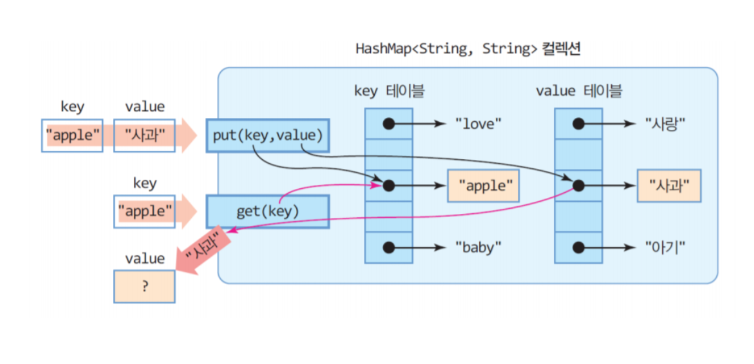 HashMap<String, String> 컬렉션
key 테이블
value 테이블
key
value
"apple"
"사과"
put(key,value)
"love"
"사랑"
key
"apple"
get(key)
"apple"
"사과"
"사과"
value
?
"baby"
"아기"